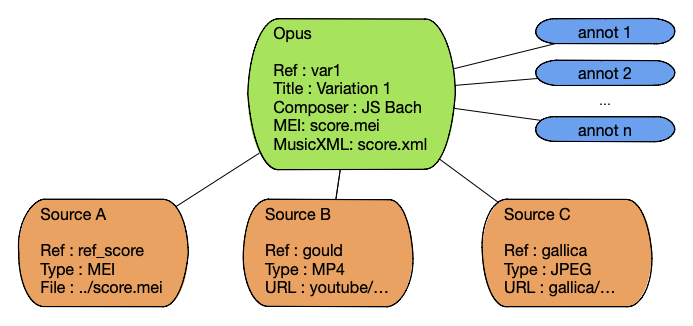 Opus
Ref : var1
Title : Variation 1
Composer : JS Bach
MEI: score.mei
MusicXML: score.xml
annot 1
annot 2
...
annot n
Source A
Ref : ref_score
Type : MEI
File : ../score.mei
Source B
Ref : gould
Type : MP4
URL : youtube/...
Source C
Ref : gallica
Type : JPEG
URL : gallica/...